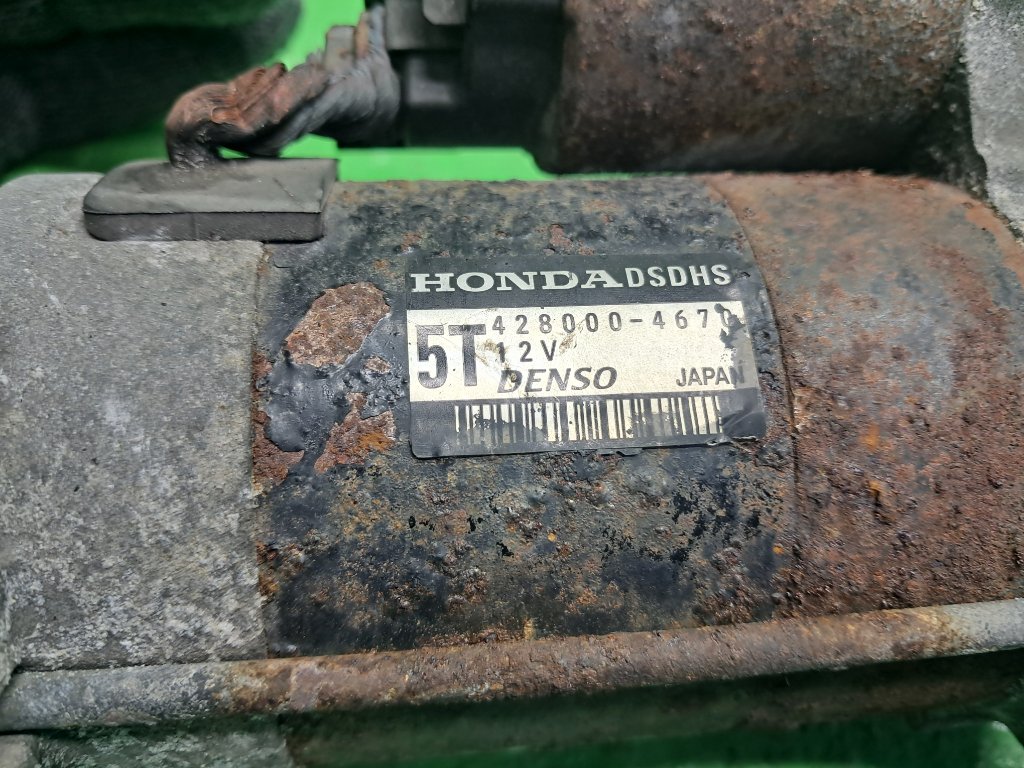 HONDA DSDHS
5T 428000-4670
12V
DENSO JAPAN